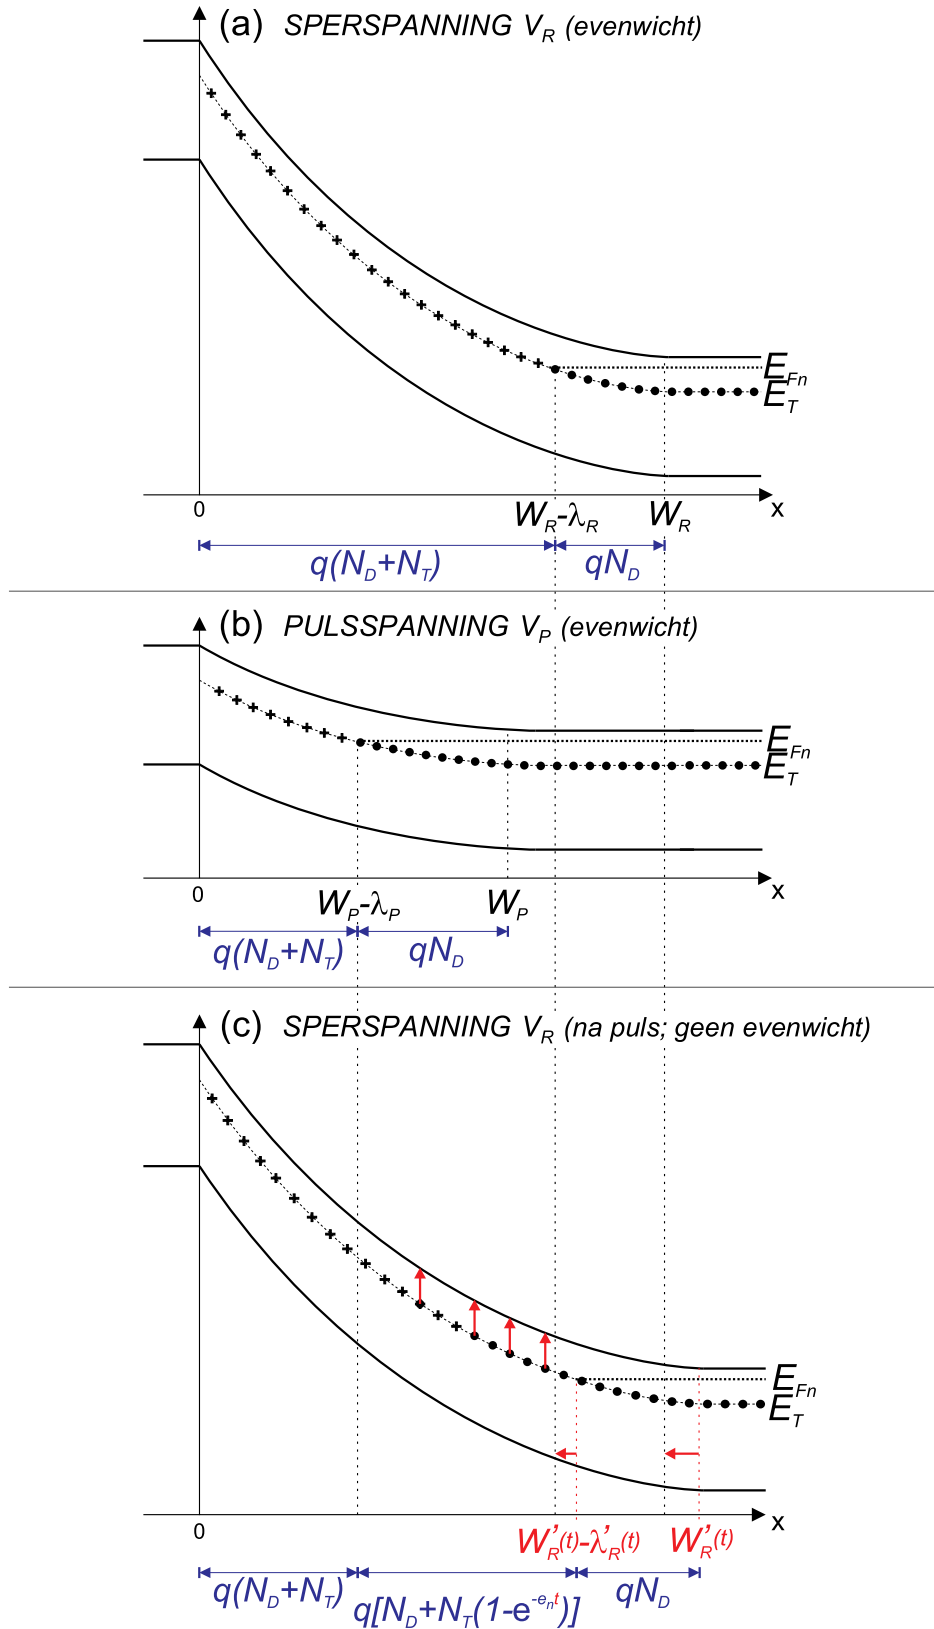 (a) SPERSPANNING V_R (evenwicht)
E_Fn
E_T
0
W_R-λ_R
W_R
x
q(N_D+N_T)
qN_D
(b) PULSSPANNING V_P (evenwicht)
E_Fn
E_T
0
W_P-λ_P
W_P
x
q(N_D+N_T)
qN_D
(c) SPERSPANNING V_R (na puls; geen evenwicht)
E_Fn
E_T
x
0
W'_R(t)-λ'_R(t)
W'_R(t)
q(N_D+N_T)
q[N_D+N_T(1-e^{-e_n t})]
qN_D